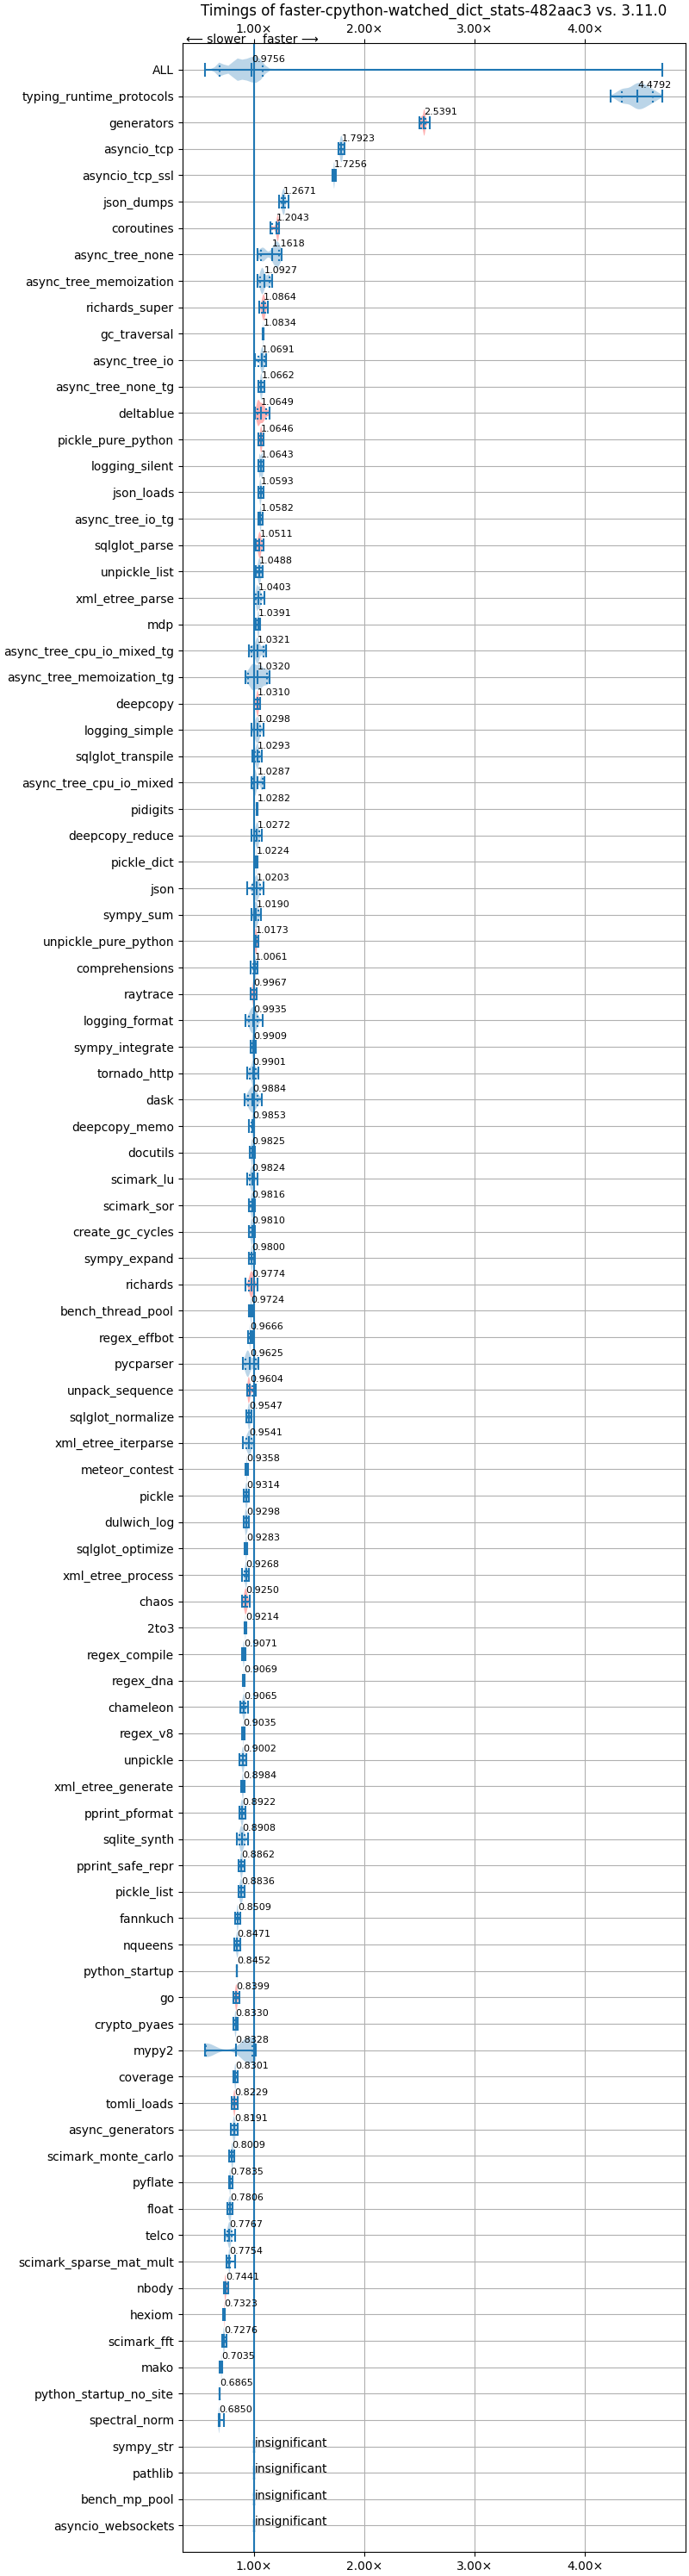 Timings of faster-cpython-watched_dict_stats-482aac3 vs. 3.11.0
1.00× 2.00× 3.00× 4.00×
⟵ slower faster ⟶
ALL 0.9756
typing_runtime_protocols 4.4792
generators 2.5391
asyncio_tcp 1.7923
asyncio_tcp_ssl 1.7256
json_dumps 1.2671
coroutines 1.2043
async_tree_none 1.1618
async_tree_memoization 1.0927
richards_super 1.0864
gc_traversal 1.0834
async_tree_io 1.0691
async_tree_none_tg 1.0662
deltablue 1.0649
pickle_pure_python 1.0646
logging_silent 1.0643
json_loads 1.0593
async_tree_io_tg 1.0582
sqlglot_parse 1.0511
unpickle_list 1.0488
xml_etree_parse 1.0403
mdp 1.0391
async_tree_cpu_io_mixed_tg 1.0321
async_tree_memoization_tg 1.0320
deepcopy 1.0310
logging_simple 1.0298
sqlglot_transpile 1.0293
async_tree_cpu_io_mixed 1.0287
pidigits 1.0282
deepcopy_reduce 1.0272
pickle_dict 1.0224
json 1.0203
sympy_sum 1.0190
unpickle_pure_python 1.0173
comprehensions 1.0061
raytrace 0.9967
logging_format 0.9935
sympy_integrate 0.9909
tornado_http 0.9901
dask 0.9884
deepcopy_memo 0.9853
docutils 0.9825
scimark_lu 0.9824
scimark_sor 0.9816
create_gc_cycles 0.9810
sympy_expand 0.9800
richards 0.9774
bench_thread_pool 0.9724
regex_effbot 0.9666
pycparser 0.9625
unpack_sequence 0.9604
sqlglot_normalize 0.9547
xml_etree_iterparse 0.9541
meteor_contest 0.9358
pickle 0.9314
dulwich_log 0.9298
sqlglot_optimize 0.9283
xml_etree_process 0.9268
chaos 0.9250
2to3 0.9214
regex_compile 0.9071
regex_dna 0.9069
chameleon 0.9065
regex_v8 0.9035
unpickle 0.9002
xml_etree_generate 0.8984
pprint_pformat 0.8922
sqlite_synth 0.8908
pprint_safe_repr 0.8862
pickle_list 0.8836
fannkuch 0.8509
nqueens 0.8471
python_startup 0.8452
go 0.8399
crypto_pyaes 0.8330
mypy2 0.8328
coverage 0.8301
tomli_loads 0.8229
async_generators 0.8191
scimark_monte_carlo 0.8009
pyflate 0.7835
float 0.7806
telco 0.7767
scimark_sparse_mat_mult 0.7754
nbody 0.7441
hexiom 0.7323
scimark_fft 0.7276
mako 0.7035
python_startup_no_site 0.6865
spectral_norm 0.6850
sympy_str insignificant
pathlib insignificant
bench_mp_pool insignificant
asyncio_websockets insignificant
1.00× 2.00× 3.00× 4.00×